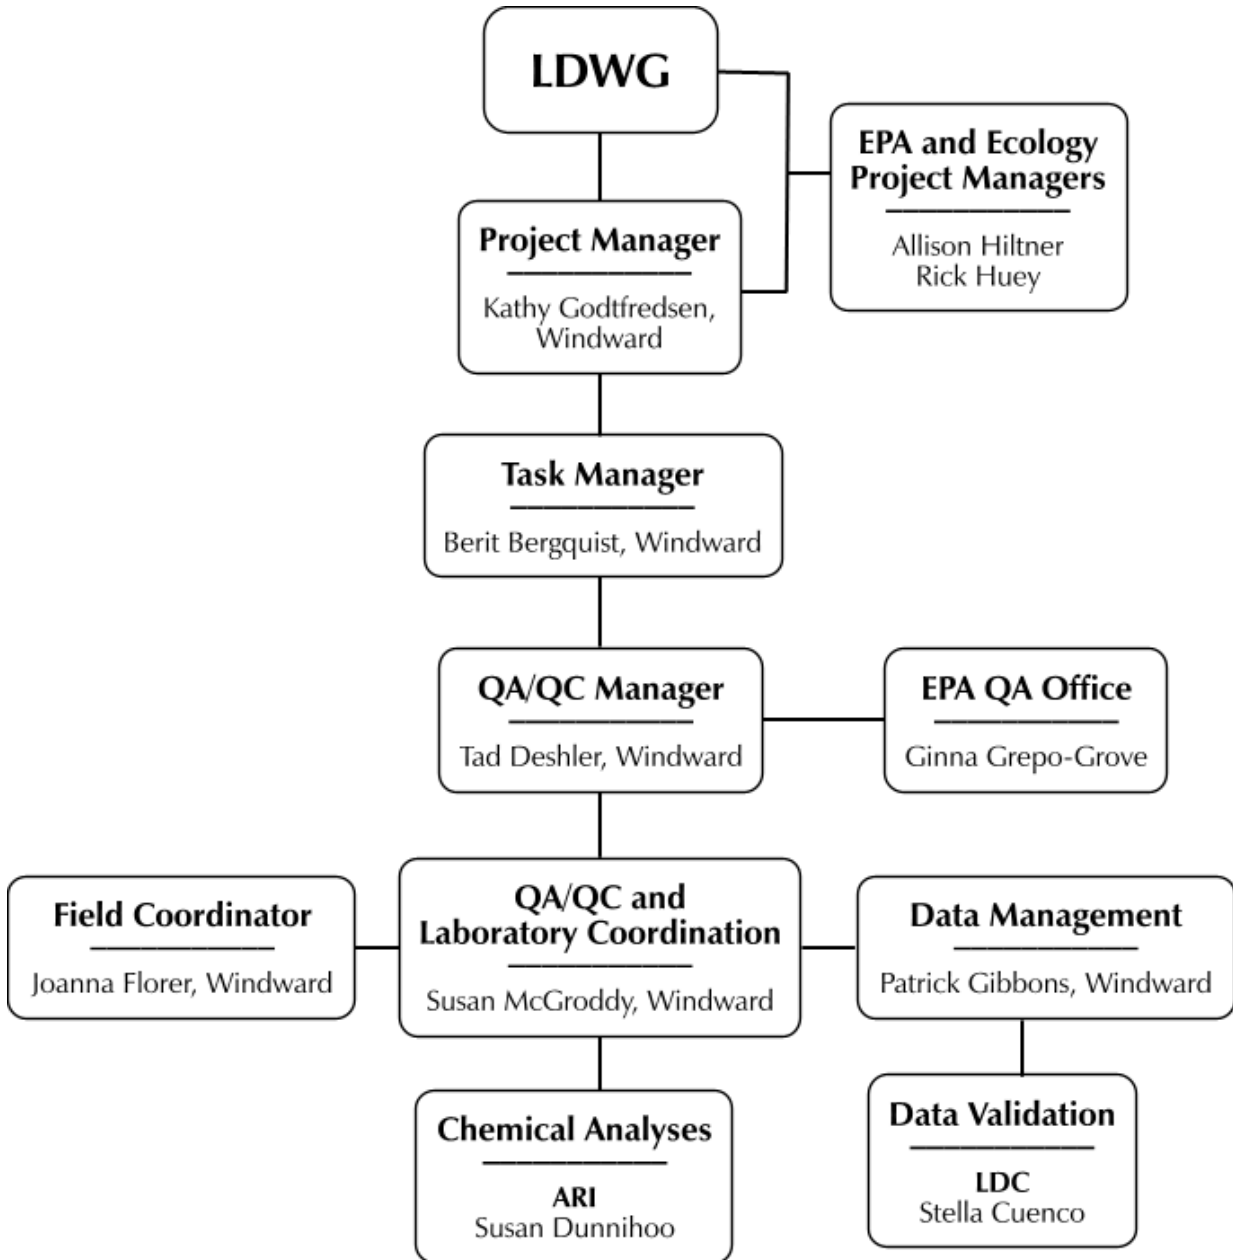 LDWG
EPA and Ecology
Project Managers
Allison Hiltner
Rick Huey
Project Manager
Kathy Godtfredsen,
Windward
Task Manager
Berit Bergquist, Windward
QA/QC Manager
Tad Deshler, Windward
EPA QA Office
Ginna Grepo-Grove
Field Coordinator
Joanna Florer, Windward
QA/QC and
Laboratory Coordination
Susan McGroddy, Windward
Data Management
Patrick Gibbons, Windward
Chemical Analyses
ARI
Susan Dunnihoo
Data Validation
LDC
Stella Cuenco